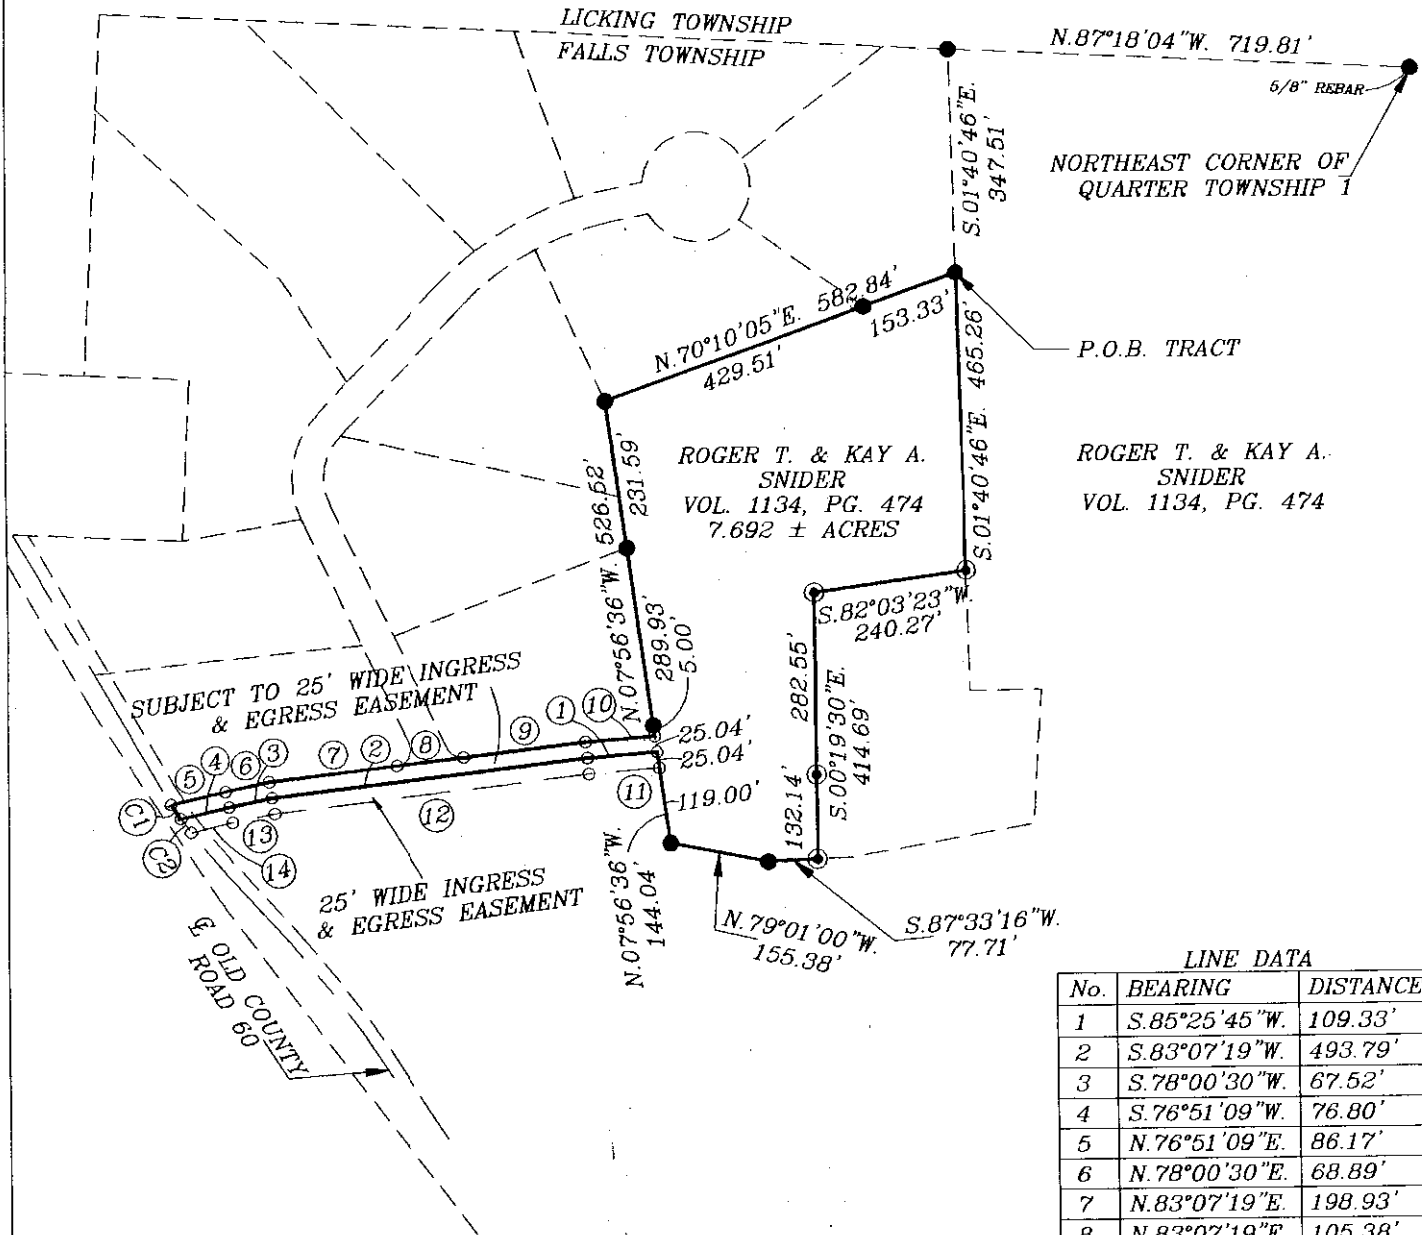 LICKING TOWNSHIP
FALLS TOWNSHIP
N.87°18'04"W. 719.81'
5/8" REBAR
S.01°40'46"E.
347.51'
NORTHEAST CORNER OF
QUARTER TOWNSHIP 1
N.70°10'05"E. 582.84'
429.51'
153.33'
P.O.B. TRACT
S.01°40'46"E. 465.26'
ROGER T. & KAY A.
SNIDER
VOL. 1134, PG. 474
7.692 ± ACRES
ROGER T. & KAY A.
SNIDER
VOL. 1134, PG. 474
N.07°56'36"W. 526.52'
231.59'
289.93'
5.00'
S.82°03'23"W.
240.27'
282.55'
132.14'
S.00°19'30"E.
414.69'
SUBJECT TO 25' WIDE INGRESS
& EGRESS EASEMENT
1
10
9
8
2
7
3
6
4
5
25.04'
25.04'
11
12
13
14
C1
C2
119.00'
N.07°56'36"W.
144.04'
25' WIDE INGRESS
& EGRESS EASEMENT
N.79°01'00"W.
155.38'
S.87°33'16"W.
77.71'
℄ OLD COUNTY
ROAD 60
LINE DATA
No. BEARING DISTANCE
1 S.85°25'45"W. 109.33'
2 S.83°07'19"W. 493.79'
3 S.78°00'30"W. 67.52'
4 S.76°51'09"W. 76.80'
5 N.76°51'09"E. 86.17'
6 N.78°00'30"E. 68.89'
7 N.83°07'19"E. 198.93'
8 N.83°07'19"E 105.38'